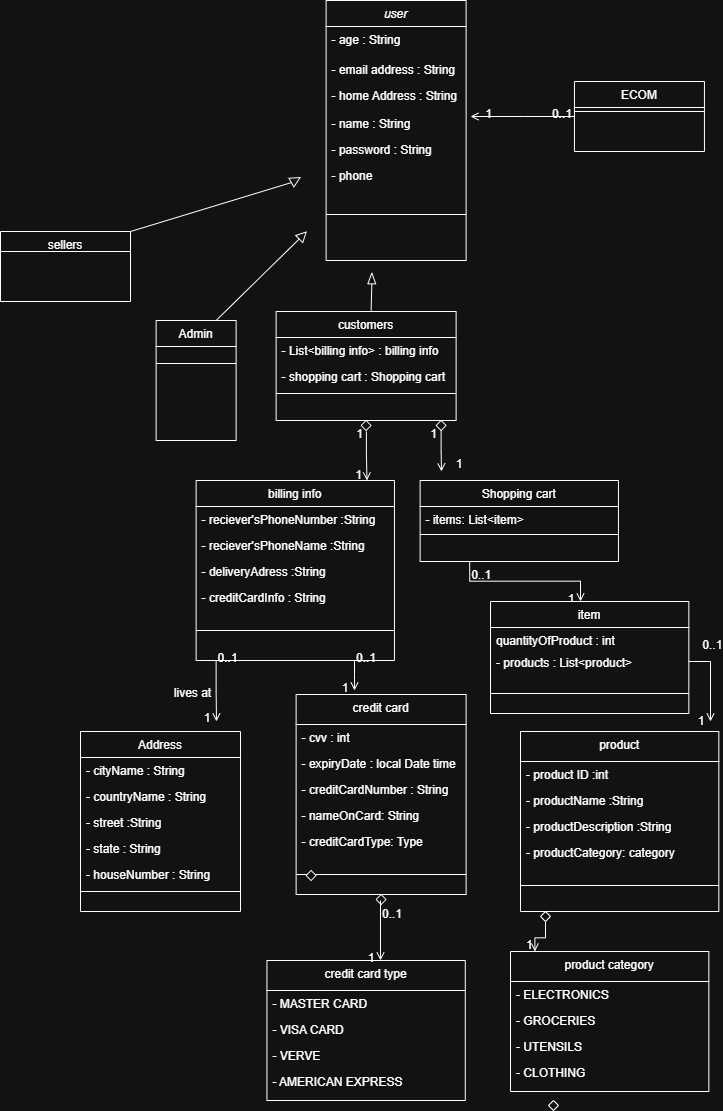 user
- age : String
- email address : String
- home Address : String
- name : String
- password : String
- phone
ECOM
1
0..1
sellers
Admin
customers
- List<billing info> : billing info
- shopping cart : Shopping cart
1
1
1
1
billing info
- reciever'sPhoneNumber :String
- reciever'sPhoneName :String
- deliveryAdress :String
- creditCardInfo : String
Shopping cart
- items: List<item>
0..1
1
item
quantityOfProduct : int
- products : List<product>
0..1
1
0..1
0..1
lives at
1
1
Address
- cityName : String
- countryName : String
- street :String
- state : String
- houseNumber : String
credit card
- cvv : int
- expiryDate : local Date time
- creditCardNumber : String
- nameOnCard: String
- creditCardType: Type
product
- product ID :int
- productName :String
- productDescription :String
- productCategory: category
0..1
1
1
credit card type
- MASTER CARD
- VISA CARD
- VERVE
- AMERICAN EXPRESS
product category
- ELECTRONICS
- GROCERIES
- UTENSILS
- CLOTHING